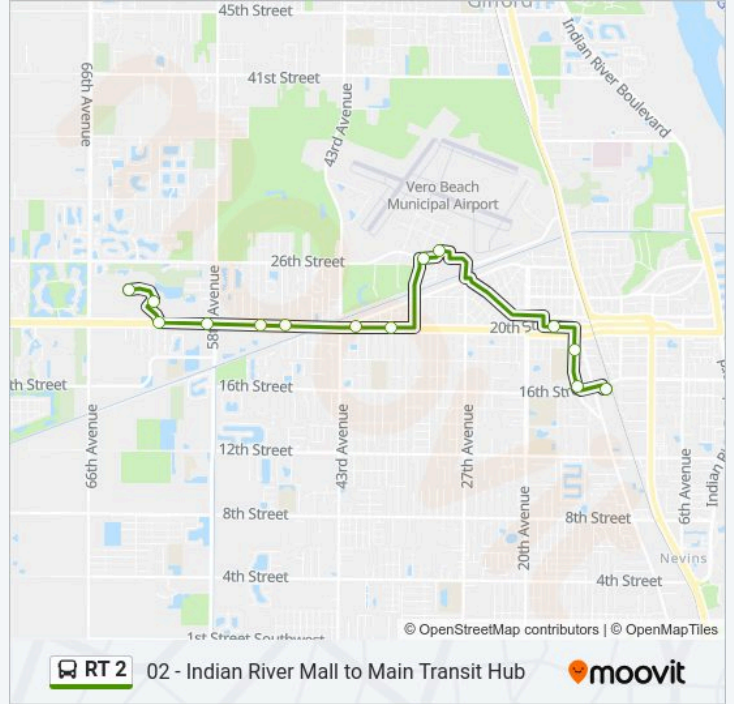 Gifford
45th Street
Indian River Boulevard
66th Avenue
41st Street
43rd Avenue
Vero Beach
Municipal Airport
26th Street
58th Avenue
20th St
th Street
16th Street
16th Str
66th Avenue
43rd Avenue
27th Avenue
12th Street
6th Avenue
Indian R
20th Avenue
8th Street
8th Street
Nevins
4th Street
4th Street
1st Street Southwest
© OpenStreetMap contributors | © OpenMapTiles
RT 2 02 - Indian River Mall to Main Transit Hub moovit